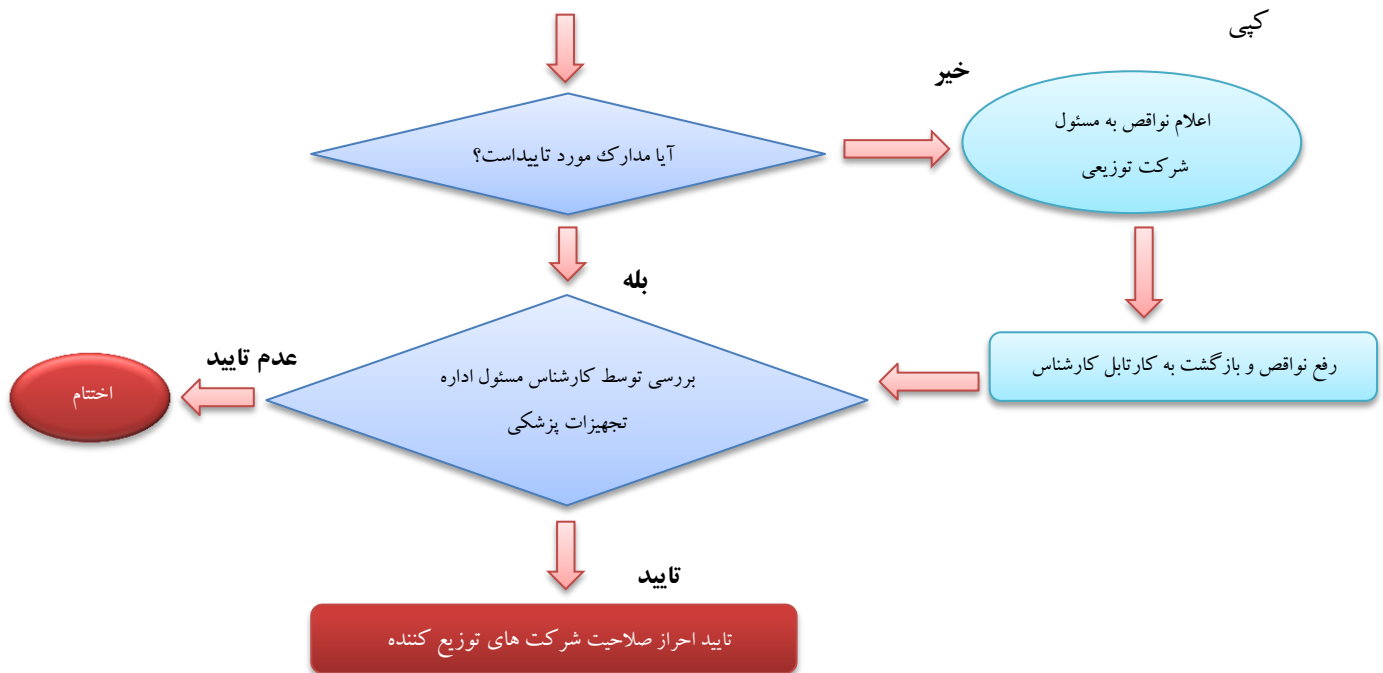 کپی
خیر
اعلام نواقص به مسئول
شرکت توزیعی
آیا مدارك مورد تاییداست؟
بله
رفع نواقص و بازگشت به کارتابل کارشناس
بررسی توسط کارشناس مسئول اداره
تجهیزات پزشکی
عدم تایید
اختتام
تایید
تایید احراز صلاحیت شرکت های توزیع کننده